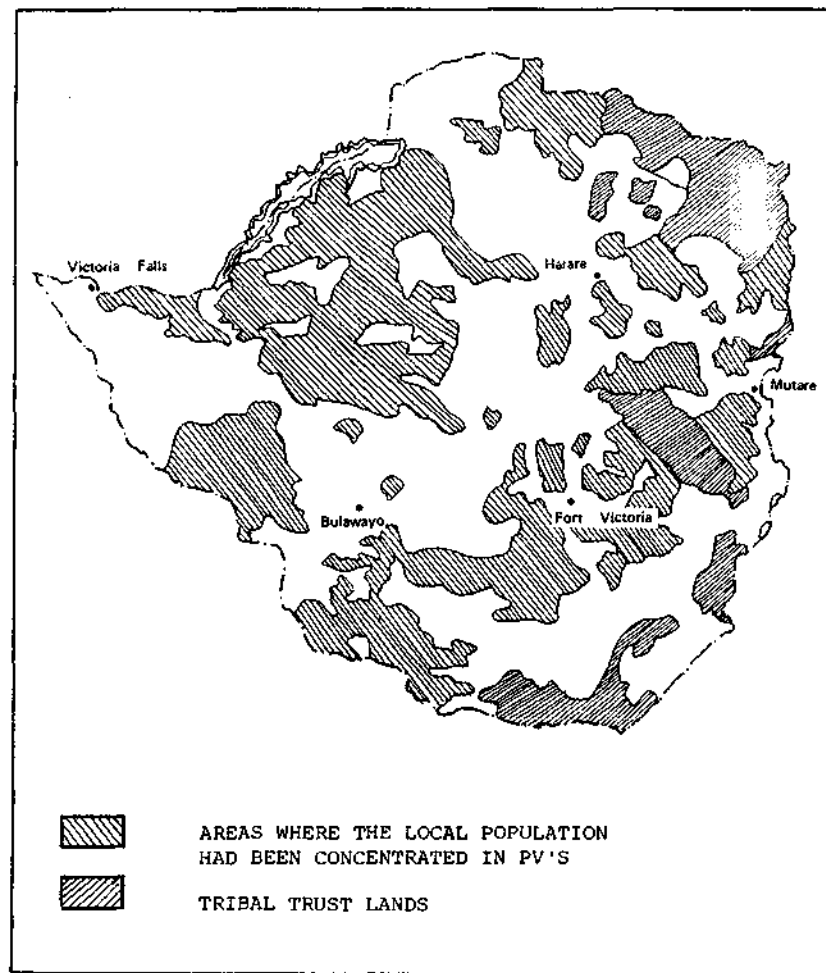 Victoria Falls
Harare
Mutare
Bulawayo
Fort Victoria
AREAS WHERE THE LOCAL POPULATION
HAD BEEN CONCENTRATED IN PV'S
TRIBAL TRUST LANDS